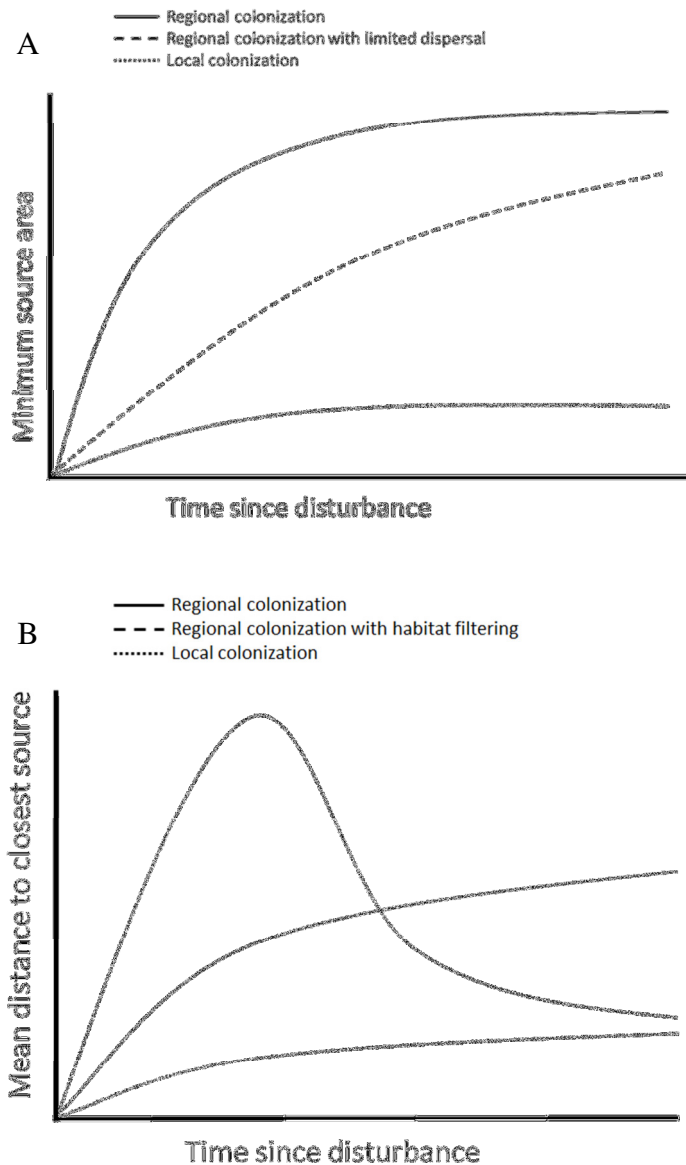 Regional colonization
Regional colonization with limited dispersal
Local colonization
A
Minimum source area
Time since disturbance
Regional colonization
Regional colonization with habitat filtering
Local colonization
B
Mean distance to closest source
Time since disturbance